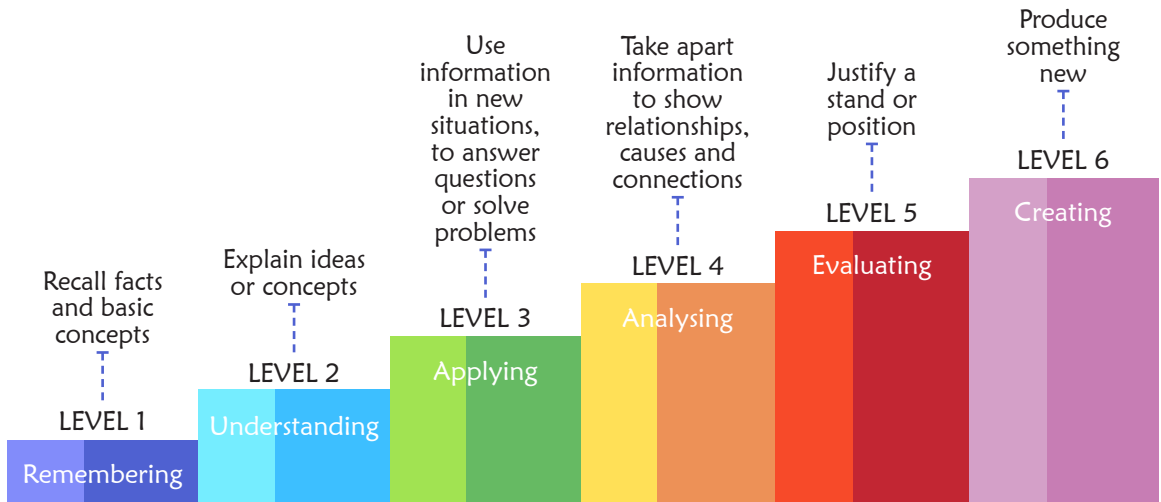 Recall facts
and basic
concepts
LEVEL 1
Remembering
Explain ideas
or concepts
LEVEL 2
Understanding
Use
information
in new
situations,
to answer
questions
or solve
problems
LEVEL 3
Applying
Take apart
information
to show
relationships,
causes and
connections
LEVEL 4
Analysing
Justify a
stand or
position
LEVEL 5
Evaluating
Produce
something
new
LEVEL 6
Creating